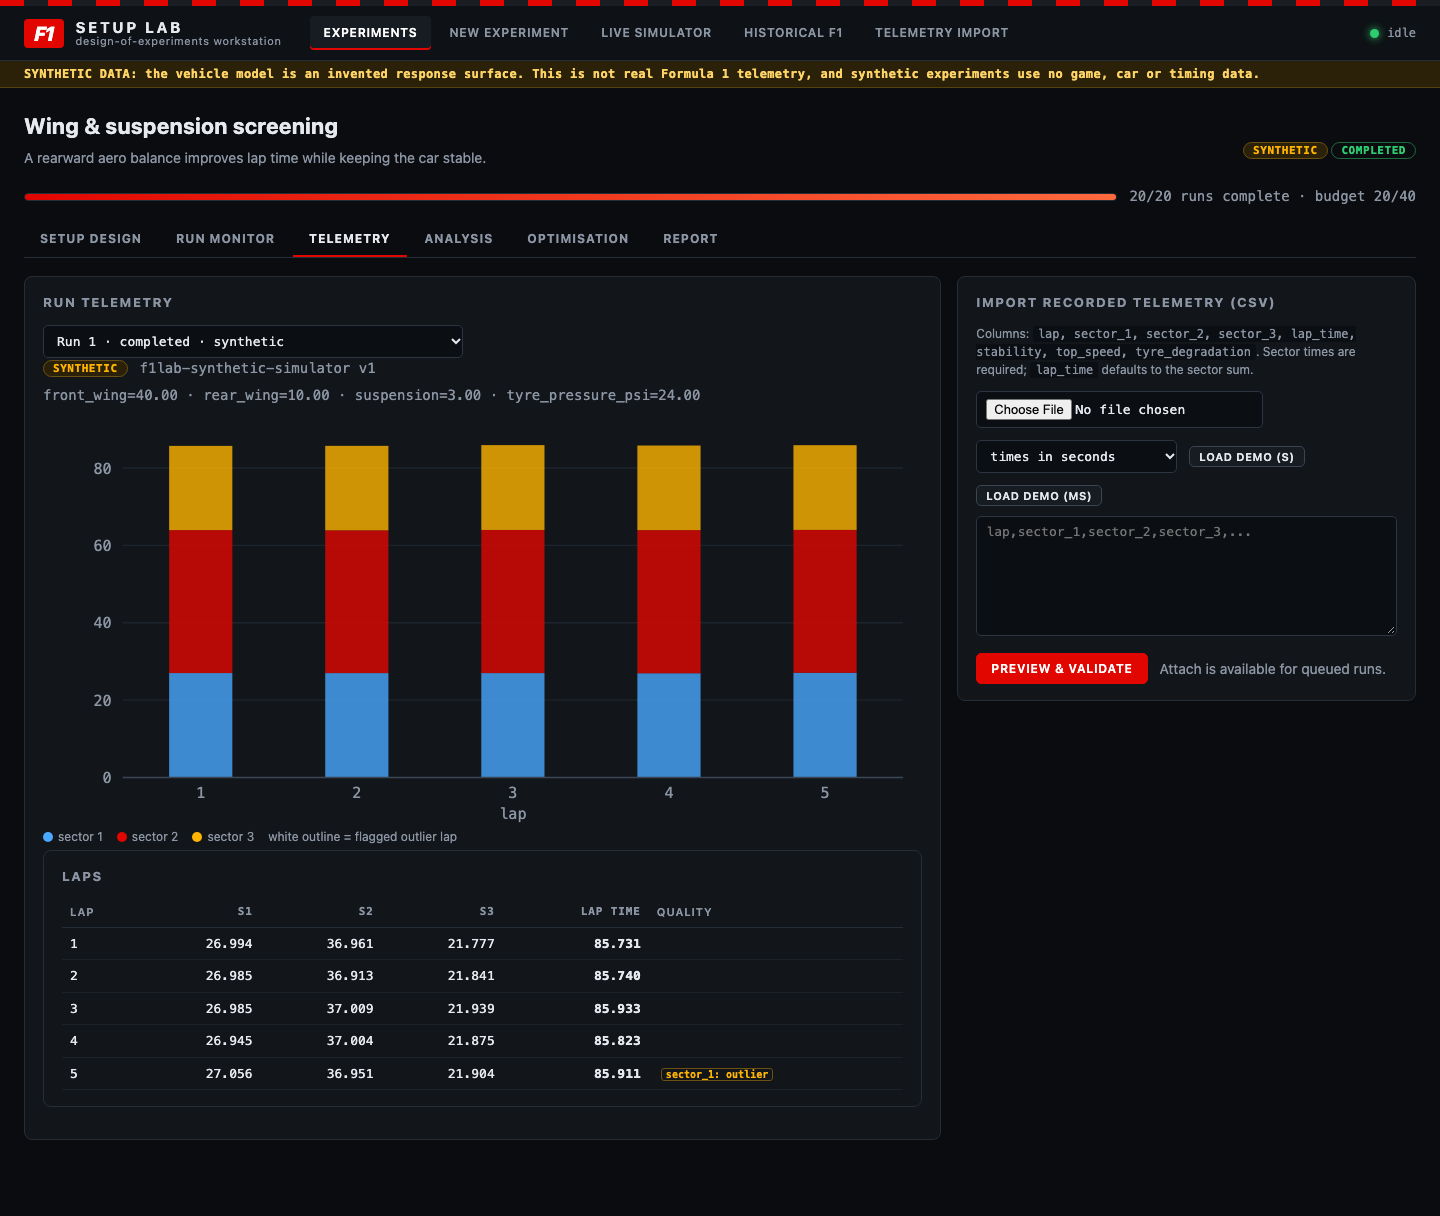 F1 SETUP LAB
design-of-experiments workstation
EXPERIMENTS NEW EXPERIMENT LIVE SIMULATOR HISTORICAL F1 TELEMETRY IMPORT
idle
SYNTHETIC DATA: the vehicle model is an invented response surface. This is not real Formula 1 telemetry, and synthetic experiments use no game, car or timing data.
Wing & suspension screening
A rearward aero balance improves lap time while keeping the car stable.
SYNTHETIC COMPLETED
20/20 runs complete · budget 20/40
SETUP DESIGN RUN MONITOR TELEMETRY ANALYSIS OPTIMISATION REPORT
RUN TELEMETRY
Run 1 · completed · synthetic
SYNTHETIC f1lab-synthetic-simulator v1
front_wing=40.00 · rear_wing=10.00 · suspension=3.00 · tyre_pressure_psi=24.00
80
60
40
20
0
1 2 3 4 5
lap
sector 1 sector 2 sector 3 white outline = flagged outlier lap
LAPS
LAP S1 S2 S3 LAP TIME QUALITY
1 26.994 36.961 21.777 85.731
2 26.985 36.913 21.841 85.740
3 26.985 37.009 21.939 85.933
4 26.945 37.004 21.875 85.823
5 27.056 36.951 21.904 85.911 sector_1: outlier
IMPORT RECORDED TELEMETRY (CSV)
Columns: lap, sector_1, sector_2, sector_3, lap_time,
stability, top_speed, tyre_degradation . Sector times are
required; lap_time defaults to the sector sum.
Choose File No file chosen
times in seconds LOAD DEMO (S)
LOAD DEMO (MS)
lap,sector_1,sector_2,sector_3,...
PREVIEW & VALIDATE Attach is available for queued runs.